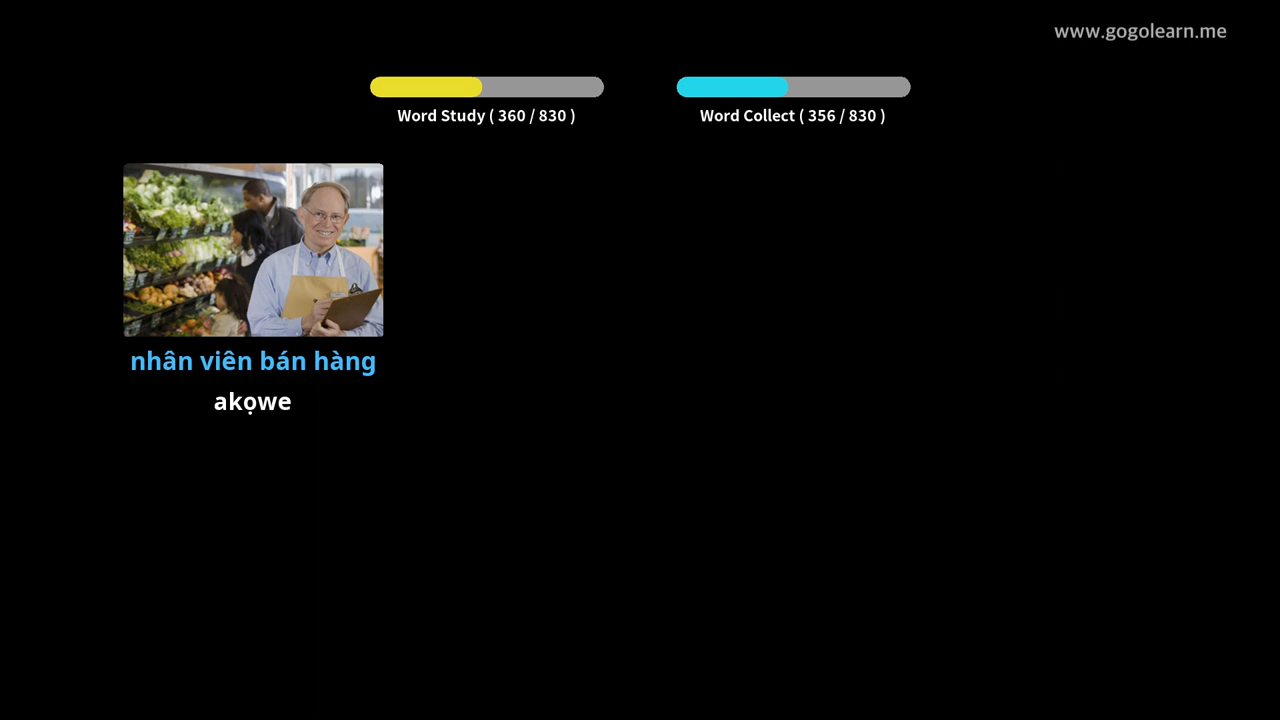 www.gogolearn.me
Word Study ( 360 / 830 )
Word Collect ( 356 / 830 )
nhân viên bán hàng
akọwe